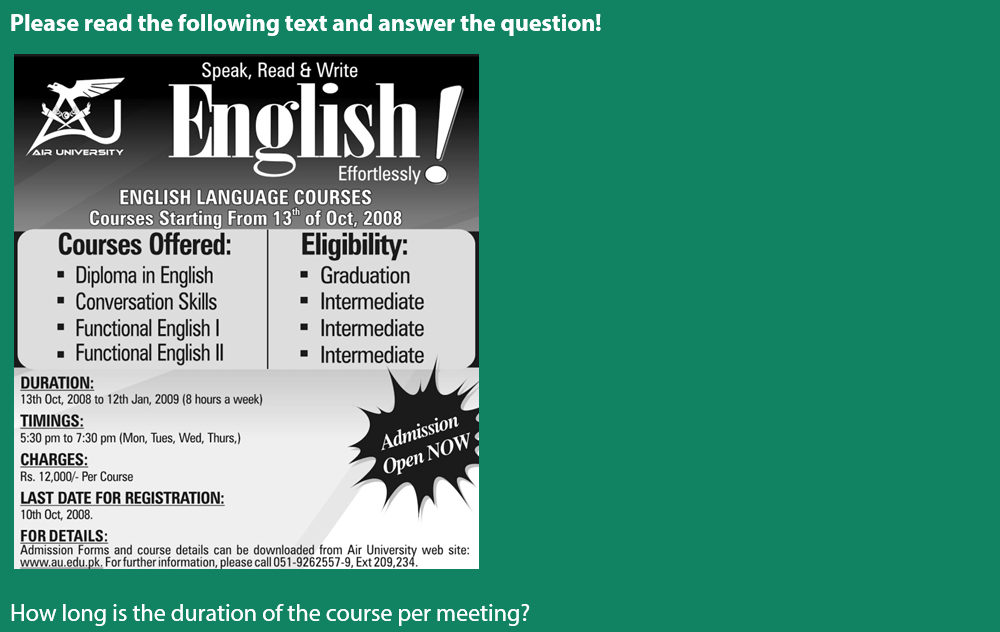 Please read the following text and answer the question!
AIR UNIVERSITY
Speak, Read & Write
English!
Effortlessly
ENGLISH LANGUAGE COURSES
Courses Starting From 13th of Oct, 2008
Courses Offered:
▪ Diploma in English
▪ Conversation Skills
▪ Functional English I
▪ Functional English II
Eligibility:
▪ Graduation
▪ Intermediate
▪ Intermediate
▪ Intermediate
DURATION:
13th Oct, 2008 to 12th Jan, 2009 (8 hours a week)
TIMINGS:
5:30 pm to 7:30 pm (Mon, Tues, Wed, Thurs,)
CHARGES:
Rs. 12,000/- Per Course
LAST DATE FOR REGISTRATION:
10th Oct, 2008.
Admission
Open NOW
FOR DETAILS:
Admission Forms and course details can be downloaded from Air University web site:
www.au.edu.pk. For further information, please call 051-9262557-9, Ext 209,234.
How long is the duration of the course per meeting?